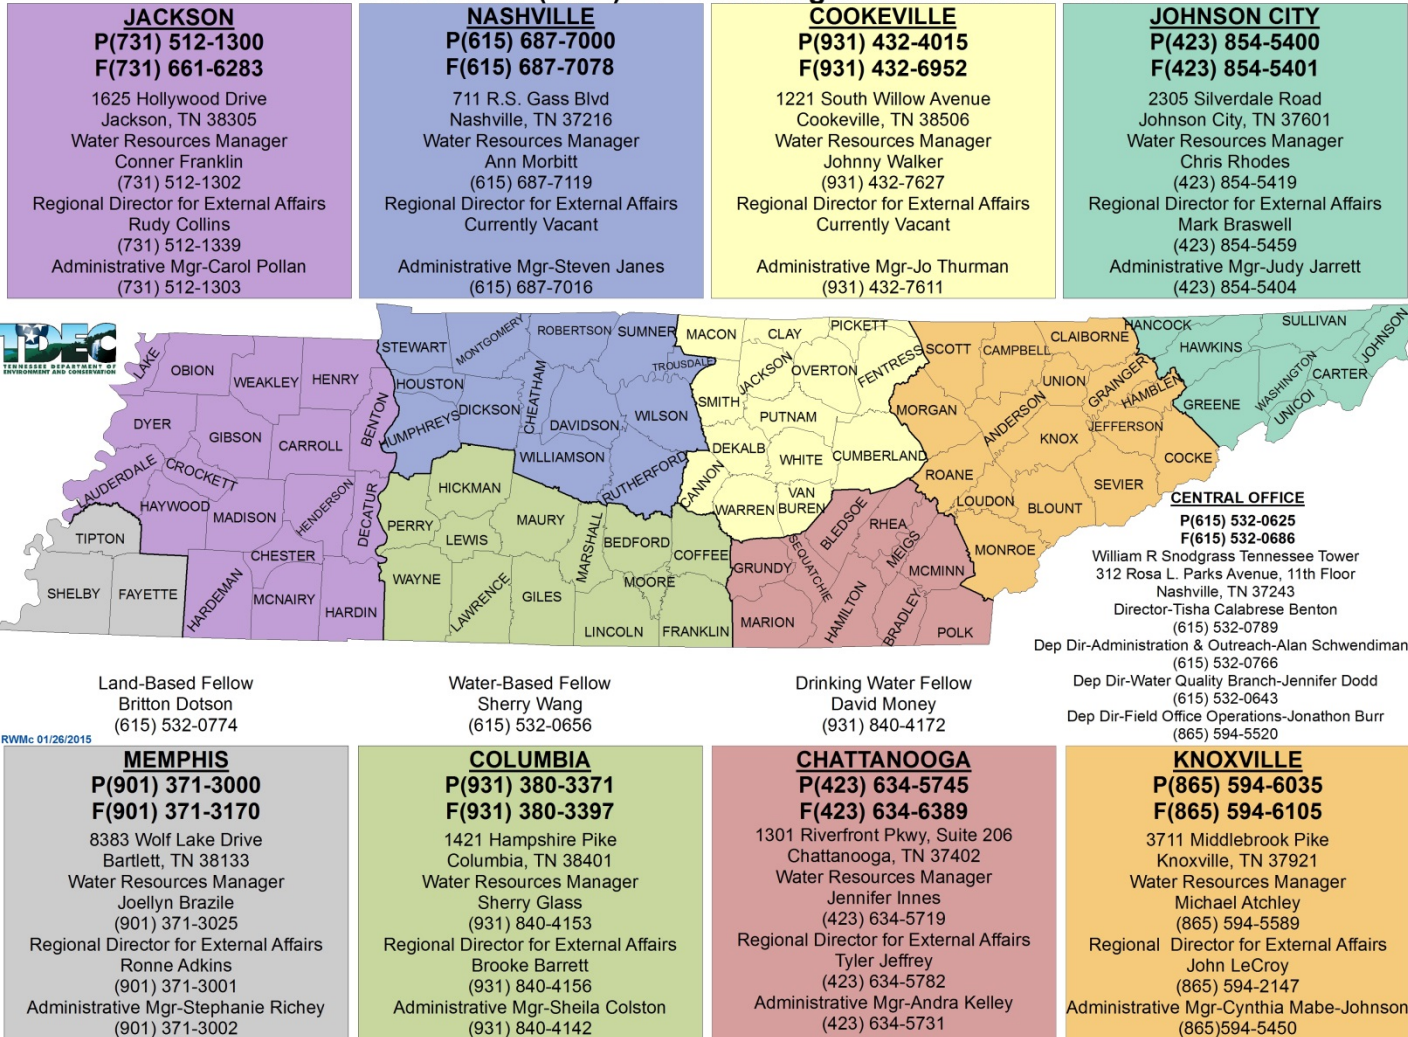 JACKSON
P(731) 512-1300
F(731) 661-6283
1625 Hollywood Drive
Jackson, TN 38305
Water Resources Manager
Conner Franklin
(731) 512-1302
Regional Director for External Affairs
Rudy Collins
(731) 512-1339
Administrative Mgr-Carol Pollan
(731) 512-1303
NASHVILLE
P(615) 687-7000
F(615) 687-7078
711 R.S. Gass Blvd
Nashville, TN 37216
Water Resources Manager
Ann Morbitt
(615) 687-7119
Regional Director for External Affairs
Currently Vacant
Administrative Mgr-Steven Janes
(615) 687-7016
COOKEVILLE
P(931) 432-4015
F(931) 432-6952
1221 South Willow Avenue
Cookeville, TN 38506
Water Resources Manager
Johnny Walker
(931) 432-7627
Regional Director for External Affairs
Currently Vacant
Administrative Mgr-Jo Thurman
(931) 432-7611
JOHNSON CITY
P(423) 854-5400
F(423) 854-5401
2305 Silverdale Road
Johnson City, TN 37601
Water Resources Manager
Chris Rhodes
(423) 854-5419
Regional Director for External Affairs
Mark Braswell
(423) 854-5459
Administrative Mgr-Judy Jarrett
(423) 854-5404
TDEC
TENNESSEE DEPARTMENT OF
ENVIRONMENT AND CONSERVATION
LAKE
OBION
WEAKLEY
HENRY
BENTON
DYER
GIBSON
CARROLL
LAUDERDALE
CROCKETT
HAYWOOD
MADISON
HENDERSON
DECATUR
CHESTER
HARDEMAN
MCNAIRY
HARDIN
TIPTON
SHELBY
FAYETTE
STEWART
MONTGOMERY
ROBERTSON
SUMNER
TROUSDALE
HOUSTON
HUMPHREYS
DICKSON
CHEATHAM
DAVIDSON
WILSON
WILLIAMSON
RUTHERFORD
HICKMAN
PERRY
LEWIS
MAURY
MARSHALL
BEDFORD
COFFEE
WAYNE
LAWRENCE
GILES
MOORE
LINCOLN
FRANKLIN
MACON
CLAY
PICKETT
JACKSON
OVERTON
FENTRESS
SMITH
PUTNAM
DEKALB
WHITE
CUMBERLAND
CANNON
WARREN
VAN
BUREN
BLEDSOE
RHEA
MEIGS
MCMINN
GRUNDY
SEQUATCHIE
MARION
HAMILTON
BRADLEY
POLK
SCOTT
CAMPBELL
CLAIBORNE
UNION
GRAINGER
HAMBLEN
MORGAN
ANDERSON
KNOX
JEFFERSON
COCKE
ROANE
LOUDON
BLOUNT
SEVIER
MONROE
HANCOCK
HAWKINS
SULLIVAN
JOHNSON
CARTER
WASHINGTON
UNICOI
GREENE
CENTRAL OFFICE
P(615) 532-0625
F(615) 532-0686
William R Snodgrass Tennessee Tower
312 Rosa L. Parks Avenue, 11th Floor
Nashville, TN 37243
Director-Tisha Calabrese Benton
(615) 532-0789
Dep Dir-Administration & Outreach-Alan Schwendiman
(615) 532-0766
Dep Dir-Water Quality Branch-Jennifer Dodd
(615) 532-0643
Dep Dir-Field Office Operations-Jonathon Burr
(865) 594-5520
Land-Based Fellow
Britton Dotson
(615) 532-0774
Water-Based Fellow
Sherry Wang
(615) 532-0656
Drinking Water Fellow
David Money
(931) 840-4172
RWMc 01/26/2015
MEMPHIS
P(901) 371-3000
F(901) 371-3170
8383 Wolf Lake Drive
Bartlett, TN 38133
Water Resources Manager
Joellyn Brazile
(901) 371-3025
Regional Director for External Affairs
Ronne Adkins
(901) 371-3001
Administrative Mgr-Stephanie Richey
(901) 371-3002
COLUMBIA
P(931) 380-3371
F(931) 380-3397
1421 Hampshire Pike
Columbia, TN 38401
Water Resources Manager
Sherry Glass
(931) 840-4153
Regional Director for External Affairs
Brooke Barrett
(931) 840-4156
Administrative Mgr-Sheila Colston
(931) 840-4142
CHATTANOOGA
P(423) 634-5745
F(423) 634-6389
1301 Riverfront Pkwy, Suite 206
Chattanooga, TN 37402
Water Resources Manager
Jennifer Innes
(423) 634-5719
Regional Director for External Affairs
Tyler Jeffrey
(423) 634-5782
Administrative Mgr-Andra Kelley
(423) 634-5731
KNOXVILLE
P(865) 594-6035
F(865) 594-6105
3711 Middlebrook Pike
Knoxville, TN 37921
Water Resources Manager
Michael Atchley
(865) 594-5589
Regional Director for External Affairs
John LeCroy
(865) 594-2147
Administrative Mgr-Cynthia Mabe-Johnson
(865)594-5450